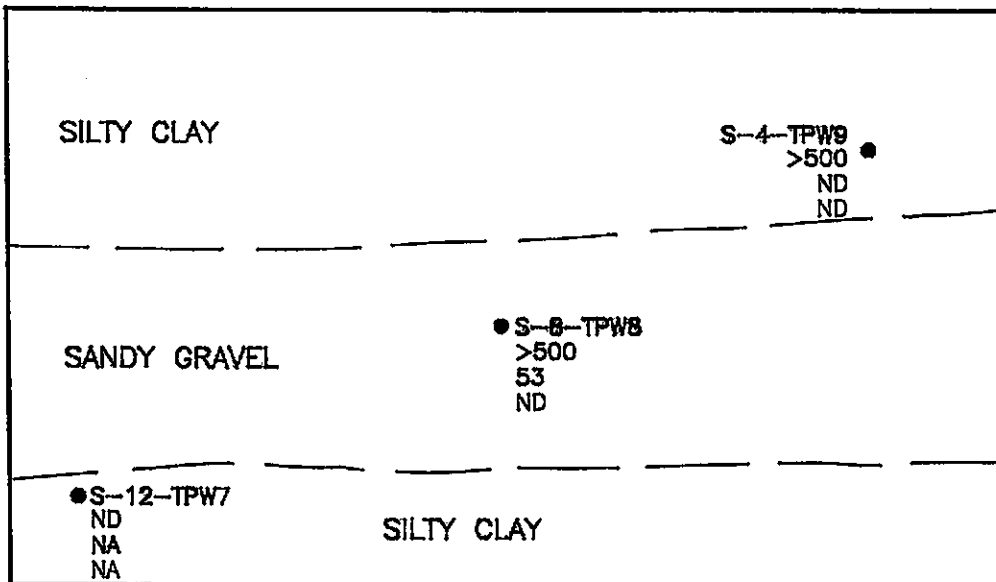 SILTY CLAY
S-4-TPW9
>500
ND
ND
S-8-TPW8
>500
53
ND
SANDY GRAVEL
S-12-TPW7
ND
NA
NA
SILTY CLAY